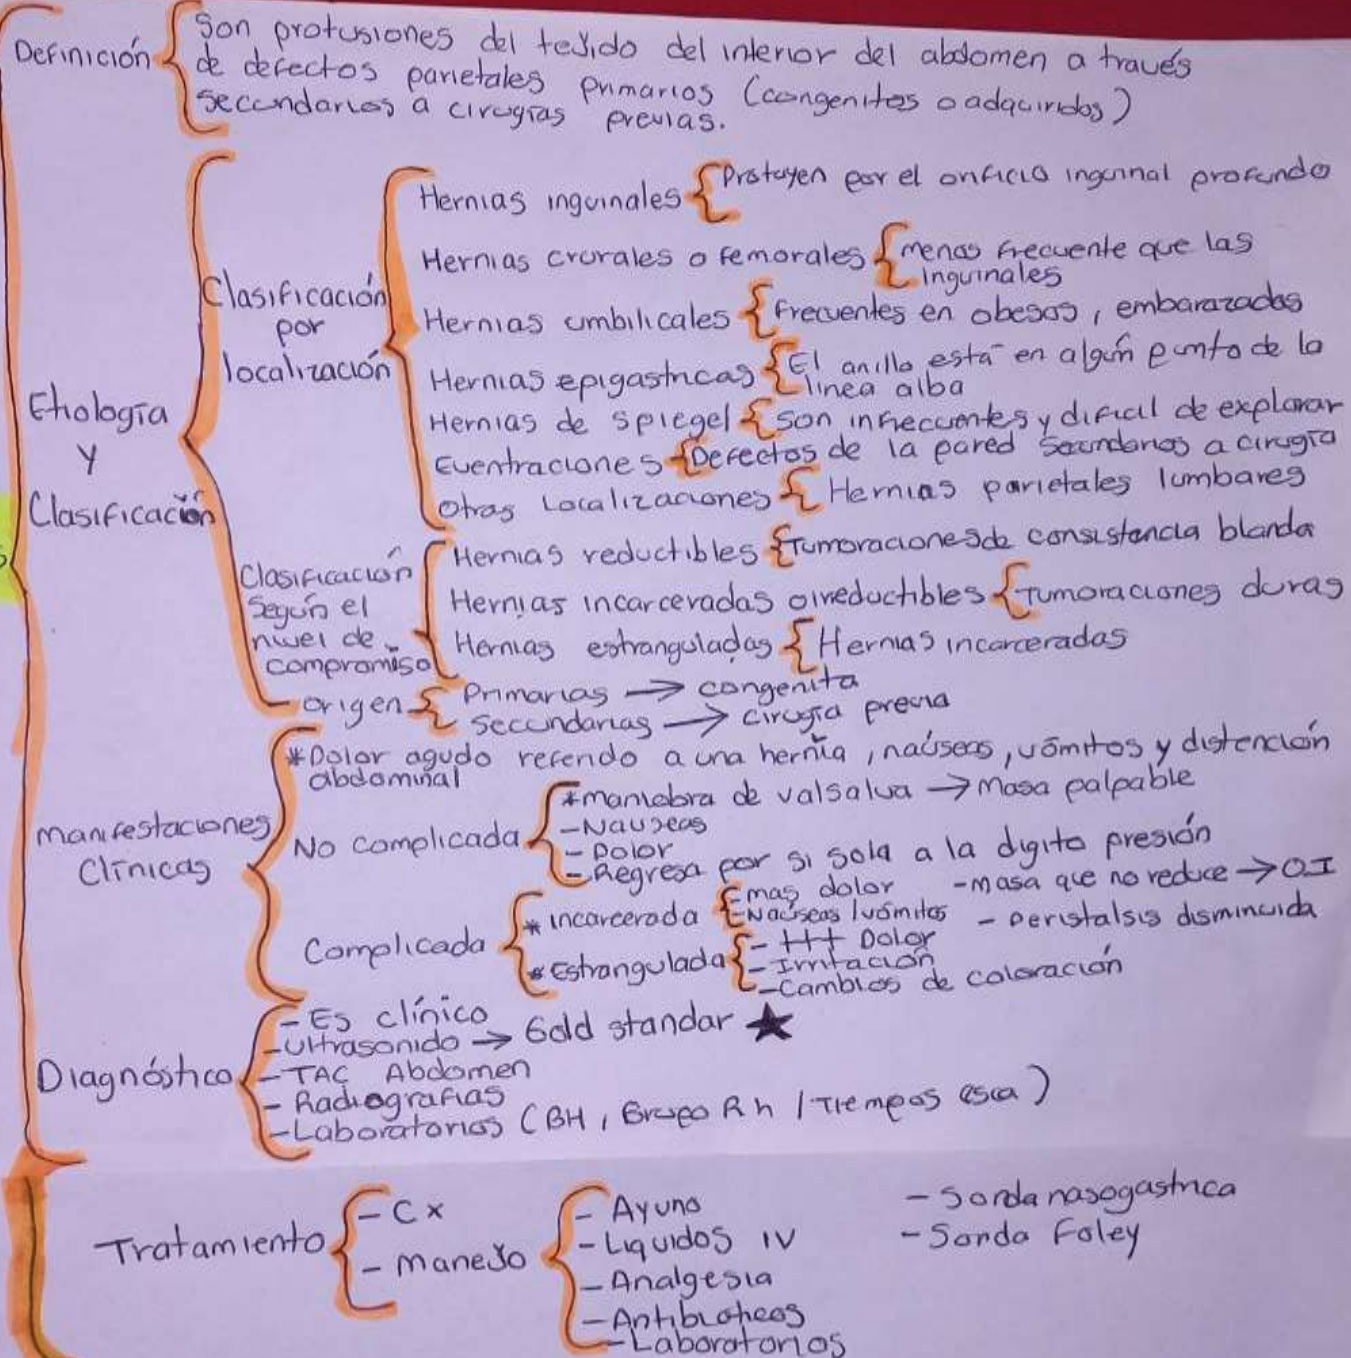 Definición
Son protusiones del tejido del interior del abdomen a través
de defectos parietales primarios (congenitos o adquiridos)
secundarios a cirugías previas.
Etiología
y
Clasificación
Clasificación
por
localización
Hernias inguinales
Protuyen por el orificio inguinal profundo
Hernias crurales o femorales
menos frecuente que las
inguinales
Hernias umbilicales
Frecuentes en obesos, embarazadas
Hernias epigastricas
El anillo está en algún punto de la
linea alba
Hernias de spiegel
son infrecuentes y dificil de explorar
Eventraciones
Defectos de la pared secundarios a cirugía
Otras Localizaciones
Hernias parietales lumbares
Clasificación
según el
nivel de
compromiso
Hernias reductibles
Tumoraciones de consistencia blanda
Hernias incarceradas o irreductibles
Tumoraciones duras
Hernias estranguladas
Hernias incarceradas
origen
Primarias → congenita
Secundarias → cirugía previa
Manifestaciones
Clínicas
*Dolor agudo referido a una hernia, naúseas, vómitos y distención
abdominal
No complicada
*maniobra de valsalva → Masa palpable
-Nauseas
- Dolor
-Regresa por si sola a la digito presión
Complicada
* incarcerada
mas dolor - masa que no reduce → OI
Naúseas / vómitos - Peristalsis disminuida
*Estrangulada
- +++ Dolor
- Irritación
-Cambios de coloración
Diagnóstico
- Es clínico
-Ultrasonido → Gold standar ★
-TAC Abdomen
- Radiografias
-Laboratorios (BH, Grupo Rh / Tiempos
Tratamiento
- Cx
- Manejo
- Ayuno
- Liquidos IV
- Analgesia
- Antibioticos
- Laboratorios
- Sonda nasogastrica
- Sonda Foley